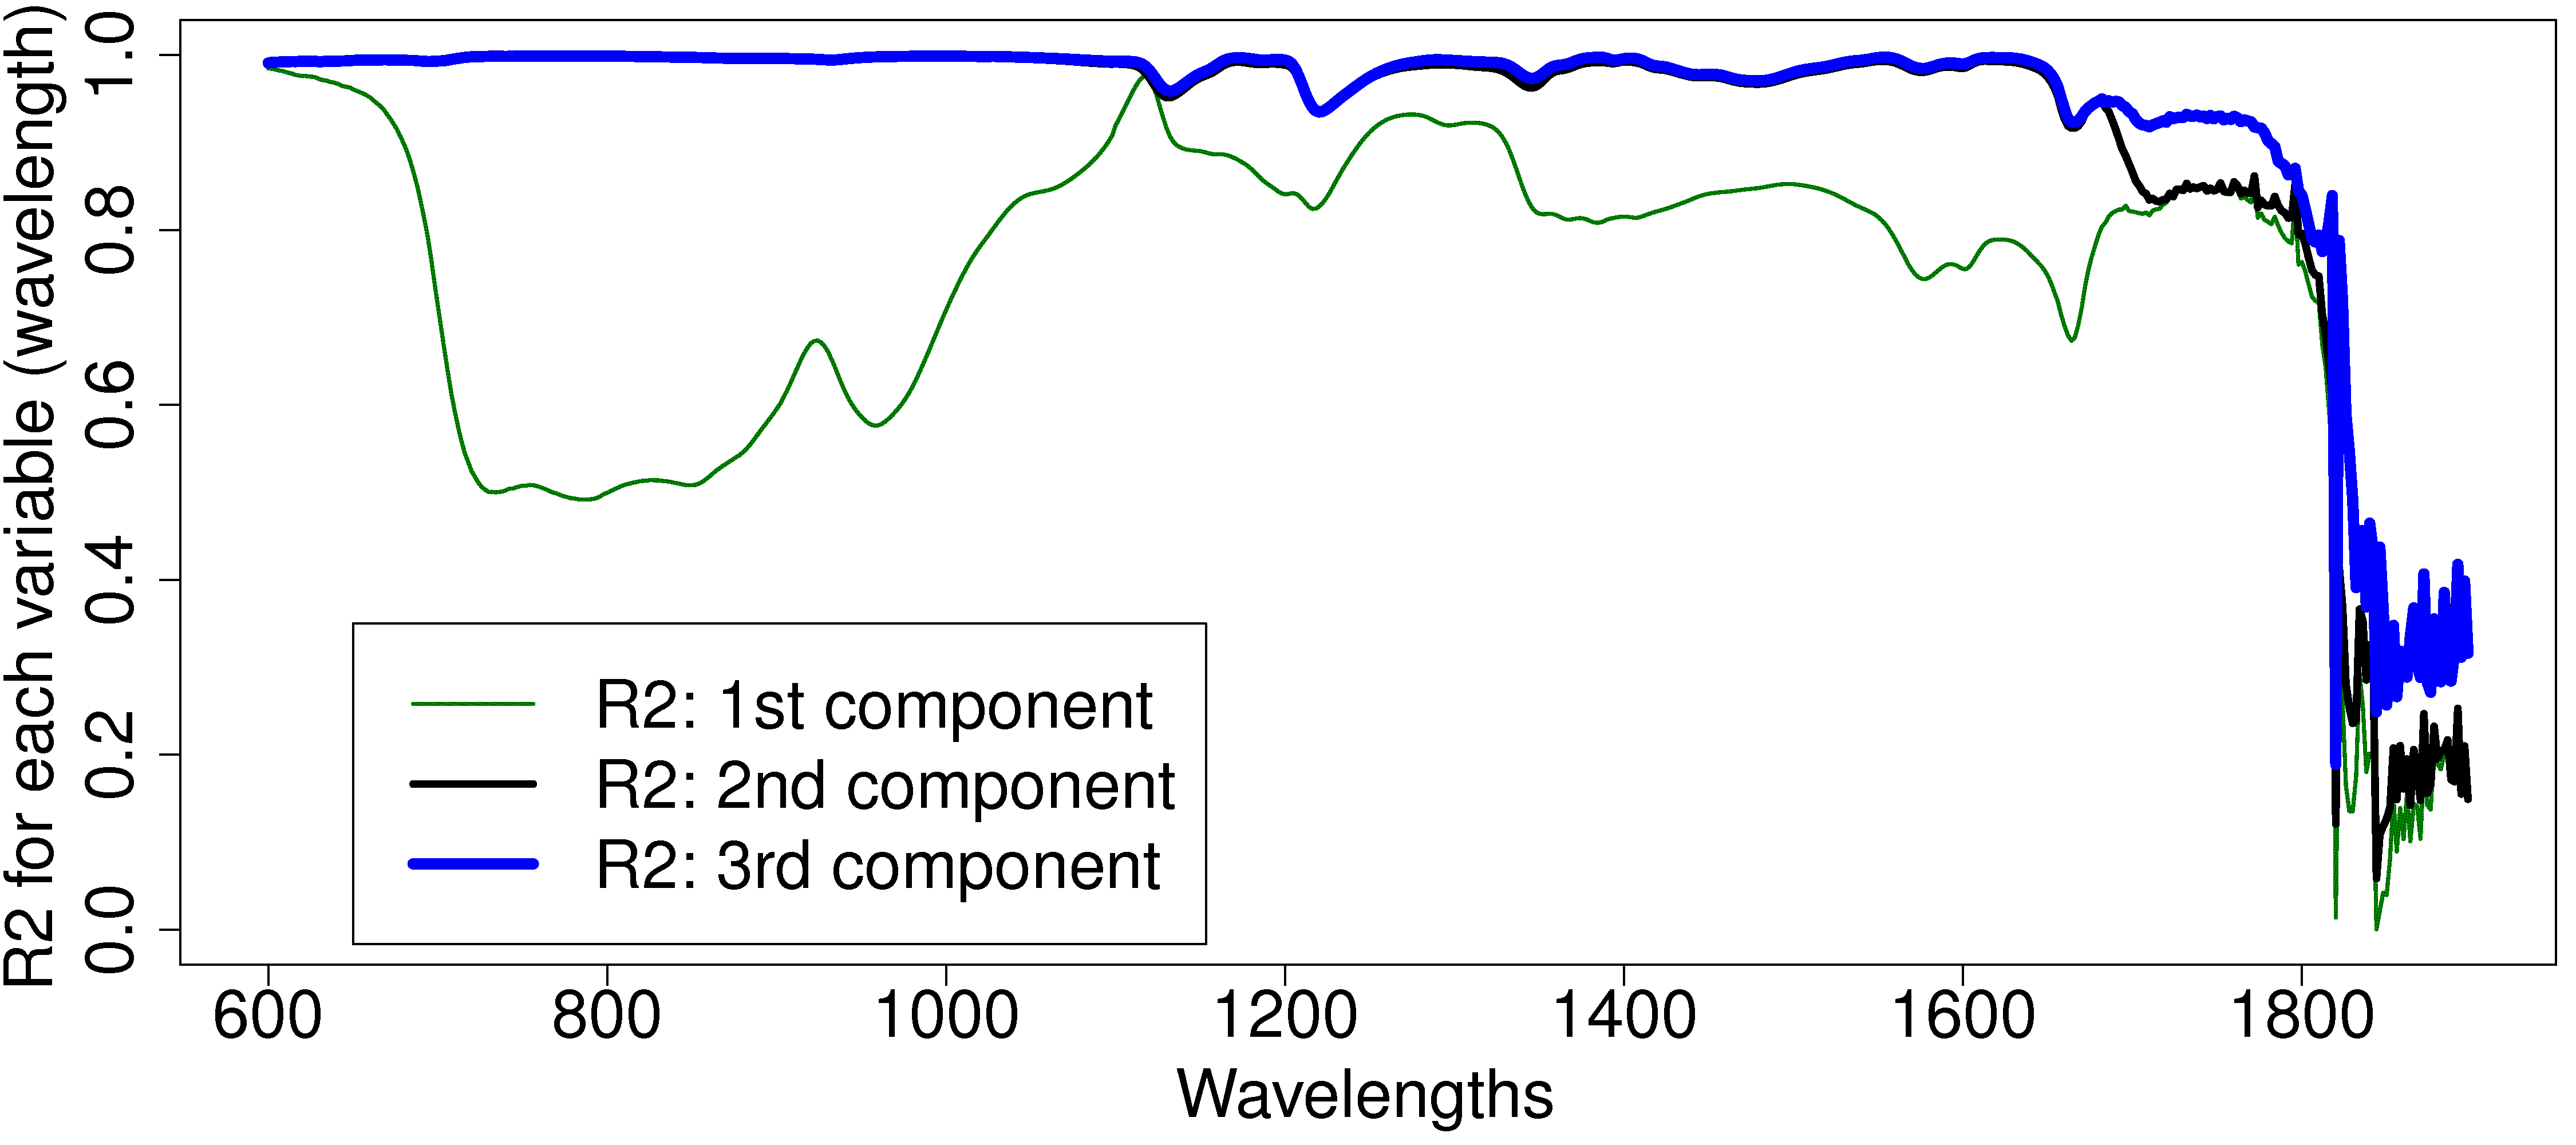 R2 for each variable (wavelength)
1.0
0.8
0.6
0.4
0.2
0.0
R2: 1st component
R2: 2nd component
R2: 3rd component
600 800 1000 1200 1400 1600 1800
Wavelengths